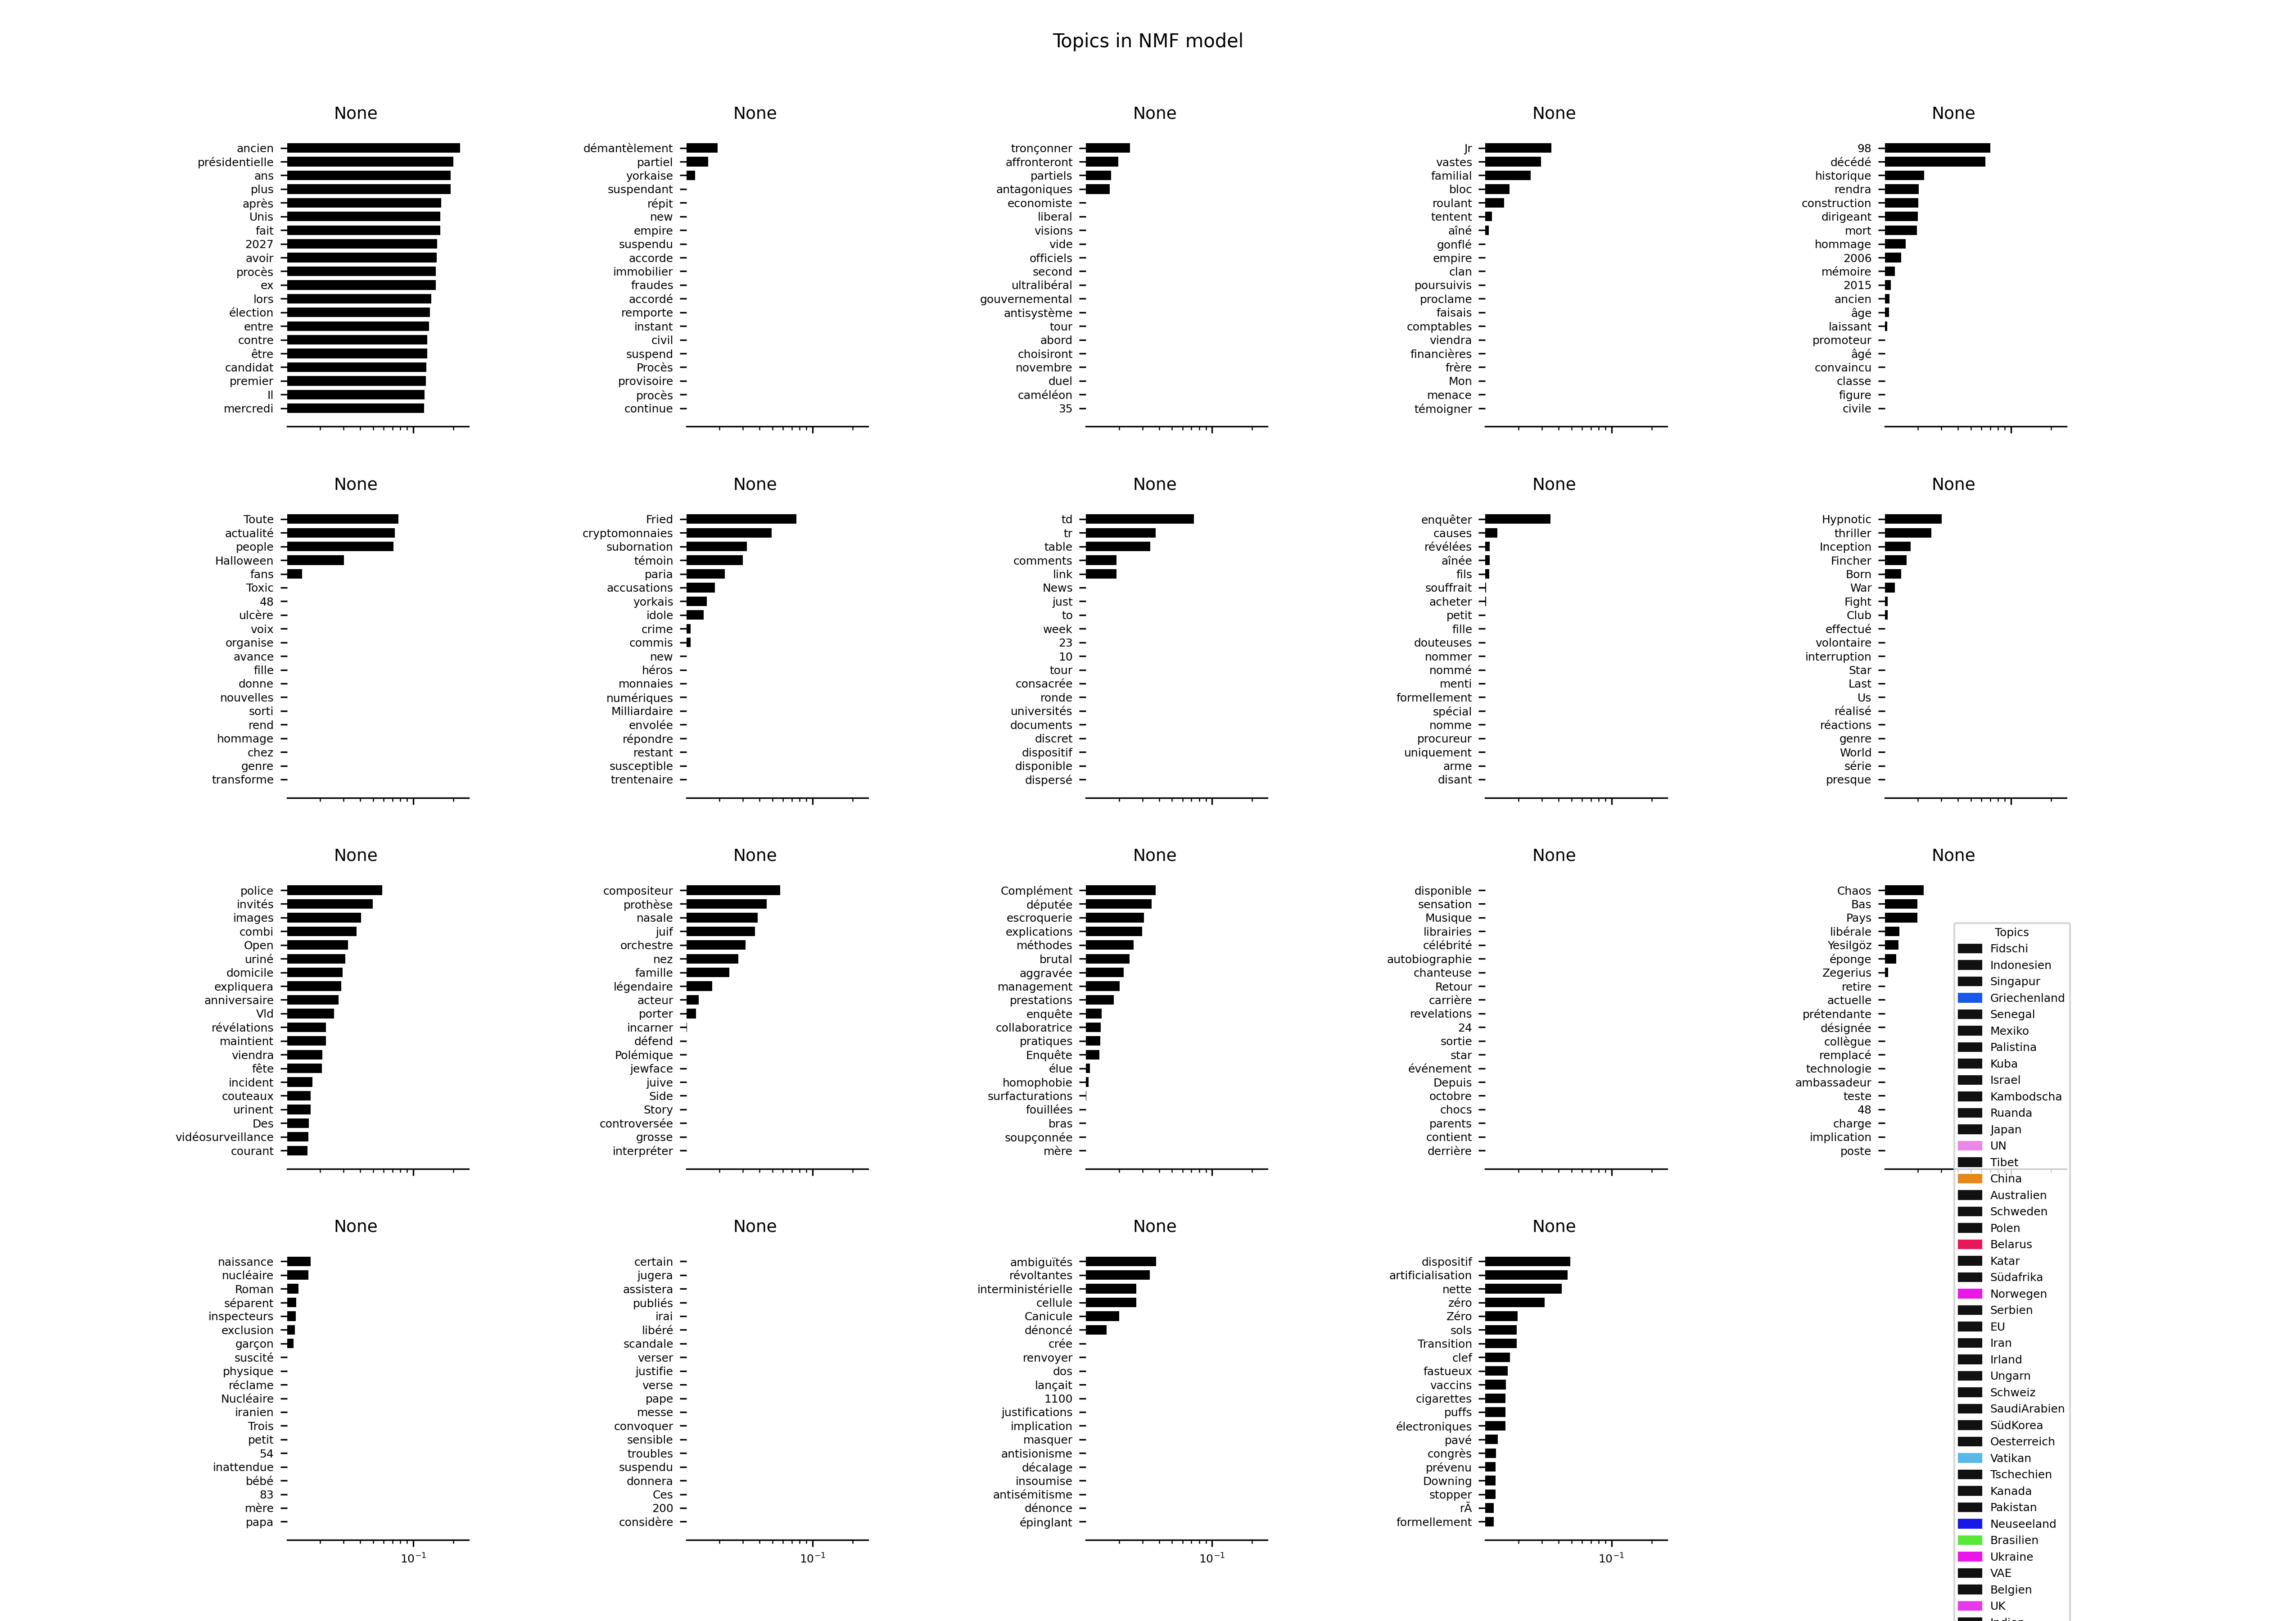 Topics in NMF model
None
ancien
présidentielle
ans
plus
après
Unis
fait
2027
avoir
procès
ex
lors
élection
entre
contre
être
candidat
premier
Il
mercredi
None
démantèlement
partiel
yorkaise
suspendant
répit
new
empire
suspendu
accorde
immobilier
fraudes
accordé
remporte
instant
civil
suspend
Procès
provisoire
procès
continue
None
tronçonner
affronteront
partiels
antagoniques
economiste
liberal
visions
vide
officiels
second
ultralibéral
gouvernemental
antisystème
tour
abord
choisiront
novembre
duel
caméléon
35
None
Jr
vastes
familial
bloc
roulant
tentent
aîné
gonflé
empire
clan
poursuivis
proclame
faisais
comptables
viendra
financières
frère
Mon
menace
témoigner
None
98
décédé
historique
rendra
construction
dirigeant
mort
hommage
2006
mémoire
2015
ancien
âge
laissant
promoteur
âgé
convaincu
classe
figure
civile
None
Toute
actualité
people
Halloween
fans
Toxic
48
ulcère
voix
organise
avance
fille
donne
nouvelles
sorti
rend
hommage
chez
genre
transforme
None
Fried
cryptomonnaies
subornation
témoin
paria
accusations
yorkais
idole
crime
commis
new
héros
monnaies
numériques
Milliardaire
envolée
répondre
restant
susceptible
trentenaire
None
td
tr
table
comments
link
News
just
to
week
23
10
tour
consacrée
ronde
universités
documents
discret
dispositif
disponible
dispersé
None
enquêter
causes
révélées
aînée
fils
souffrait
acheter
petit
fille
douteuses
nommer
nommé
menti
formellement
spécial
nomme
procureur
uniquement
arme
disant
None
Hypnotic
thriller
Inception
Fincher
Born
War
Fight
Club
effectué
volontaire
interruption
Star
Last
Us
réalisé
réactions
genre
World
série
presque
None
police
invités
images
combi
Open
uriné
domicile
expliquera
anniversaire
Vld
révélations
maintient
viendra
fête
incident
couteaux
urinent
Des
vidéosurveillance
courant
None
compositeur
prothèse
nasale
juif
orchestre
nez
famille
légendaire
acteur
porter
incarner
défend
Polémique
jewface
juive
Side
Story
controversée
grosse
interpréter
None
Complément
députée
escroquerie
explications
méthodes
brutal
aggravée
management
prestations
enquête
collaboratrice
pratiques
Enquête
élue
homophobie
surfacturations
fouillées
bras
soupçonnée
mère
None
disponible
sensation
Musique
librairies
célébrité
autobiographie
chanteuse
Retour
carrière
revelations
24
sortie
star
événement
Depuis
octobre
chocs
parents
contient
derrière
None
Chaos
Bas
Pays
libérale
Yesilgöz
éponge
Zegerius
retire
actuelle
prétendante
désignée
collègue
remplacé
technologie
ambassadeur
teste
48
charge
implication
poste
None
naissance
nucléaire
Roman
séparent
inspecteurs
exclusion
garçon
suscité
physique
réclame
Nucléaire
iranien
Trois
petit
54
inattendue
bébé
83
mère
papa
10⁻¹
None
certain
jugera
assistera
publiés
irai
libéré
scandale
verser
justifie
verse
pape
messe
convoquer
sensible
troubles
suspendu
donnera
Ces
200
considère
10⁻¹
None
ambiguïtés
révoltantes
interministérielle
cellule
Canicule
dénoncé
crée
renvoyer
dos
lançait
1100
justifications
implication
masquer
antisionisme
décalage
insoumise
antisémitisme
dénonce
épinglant
10⁻¹
None
dispositif
artificialisation
nette
zéro
Zéro
sols
Transition
clef
fastueux
vaccins
cigarettes
puffs
électroniques
pavé
congrès
prévenu
Downing
stopper
rÃ
formellement
10⁻¹
Topics
Fidschi
Indonesien
Singapur
Griechenland
Senegal
Mexiko
Palistina
Kuba
Israel
Kambodscha
Ruanda
Japan
UN
Tibet
China
Australien
Schweden
Polen
Belarus
Katar
Südafrika
Norwegen
Serbien
EU
Iran
Irland
Ungarn
Schweiz
SaudiArabien
SüdKorea
Oesterreich
Vatikan
Tschechien
Kanada
Pakistan
Neuseeland
Brasilien
Ukraine
VAE
Belgien
UK